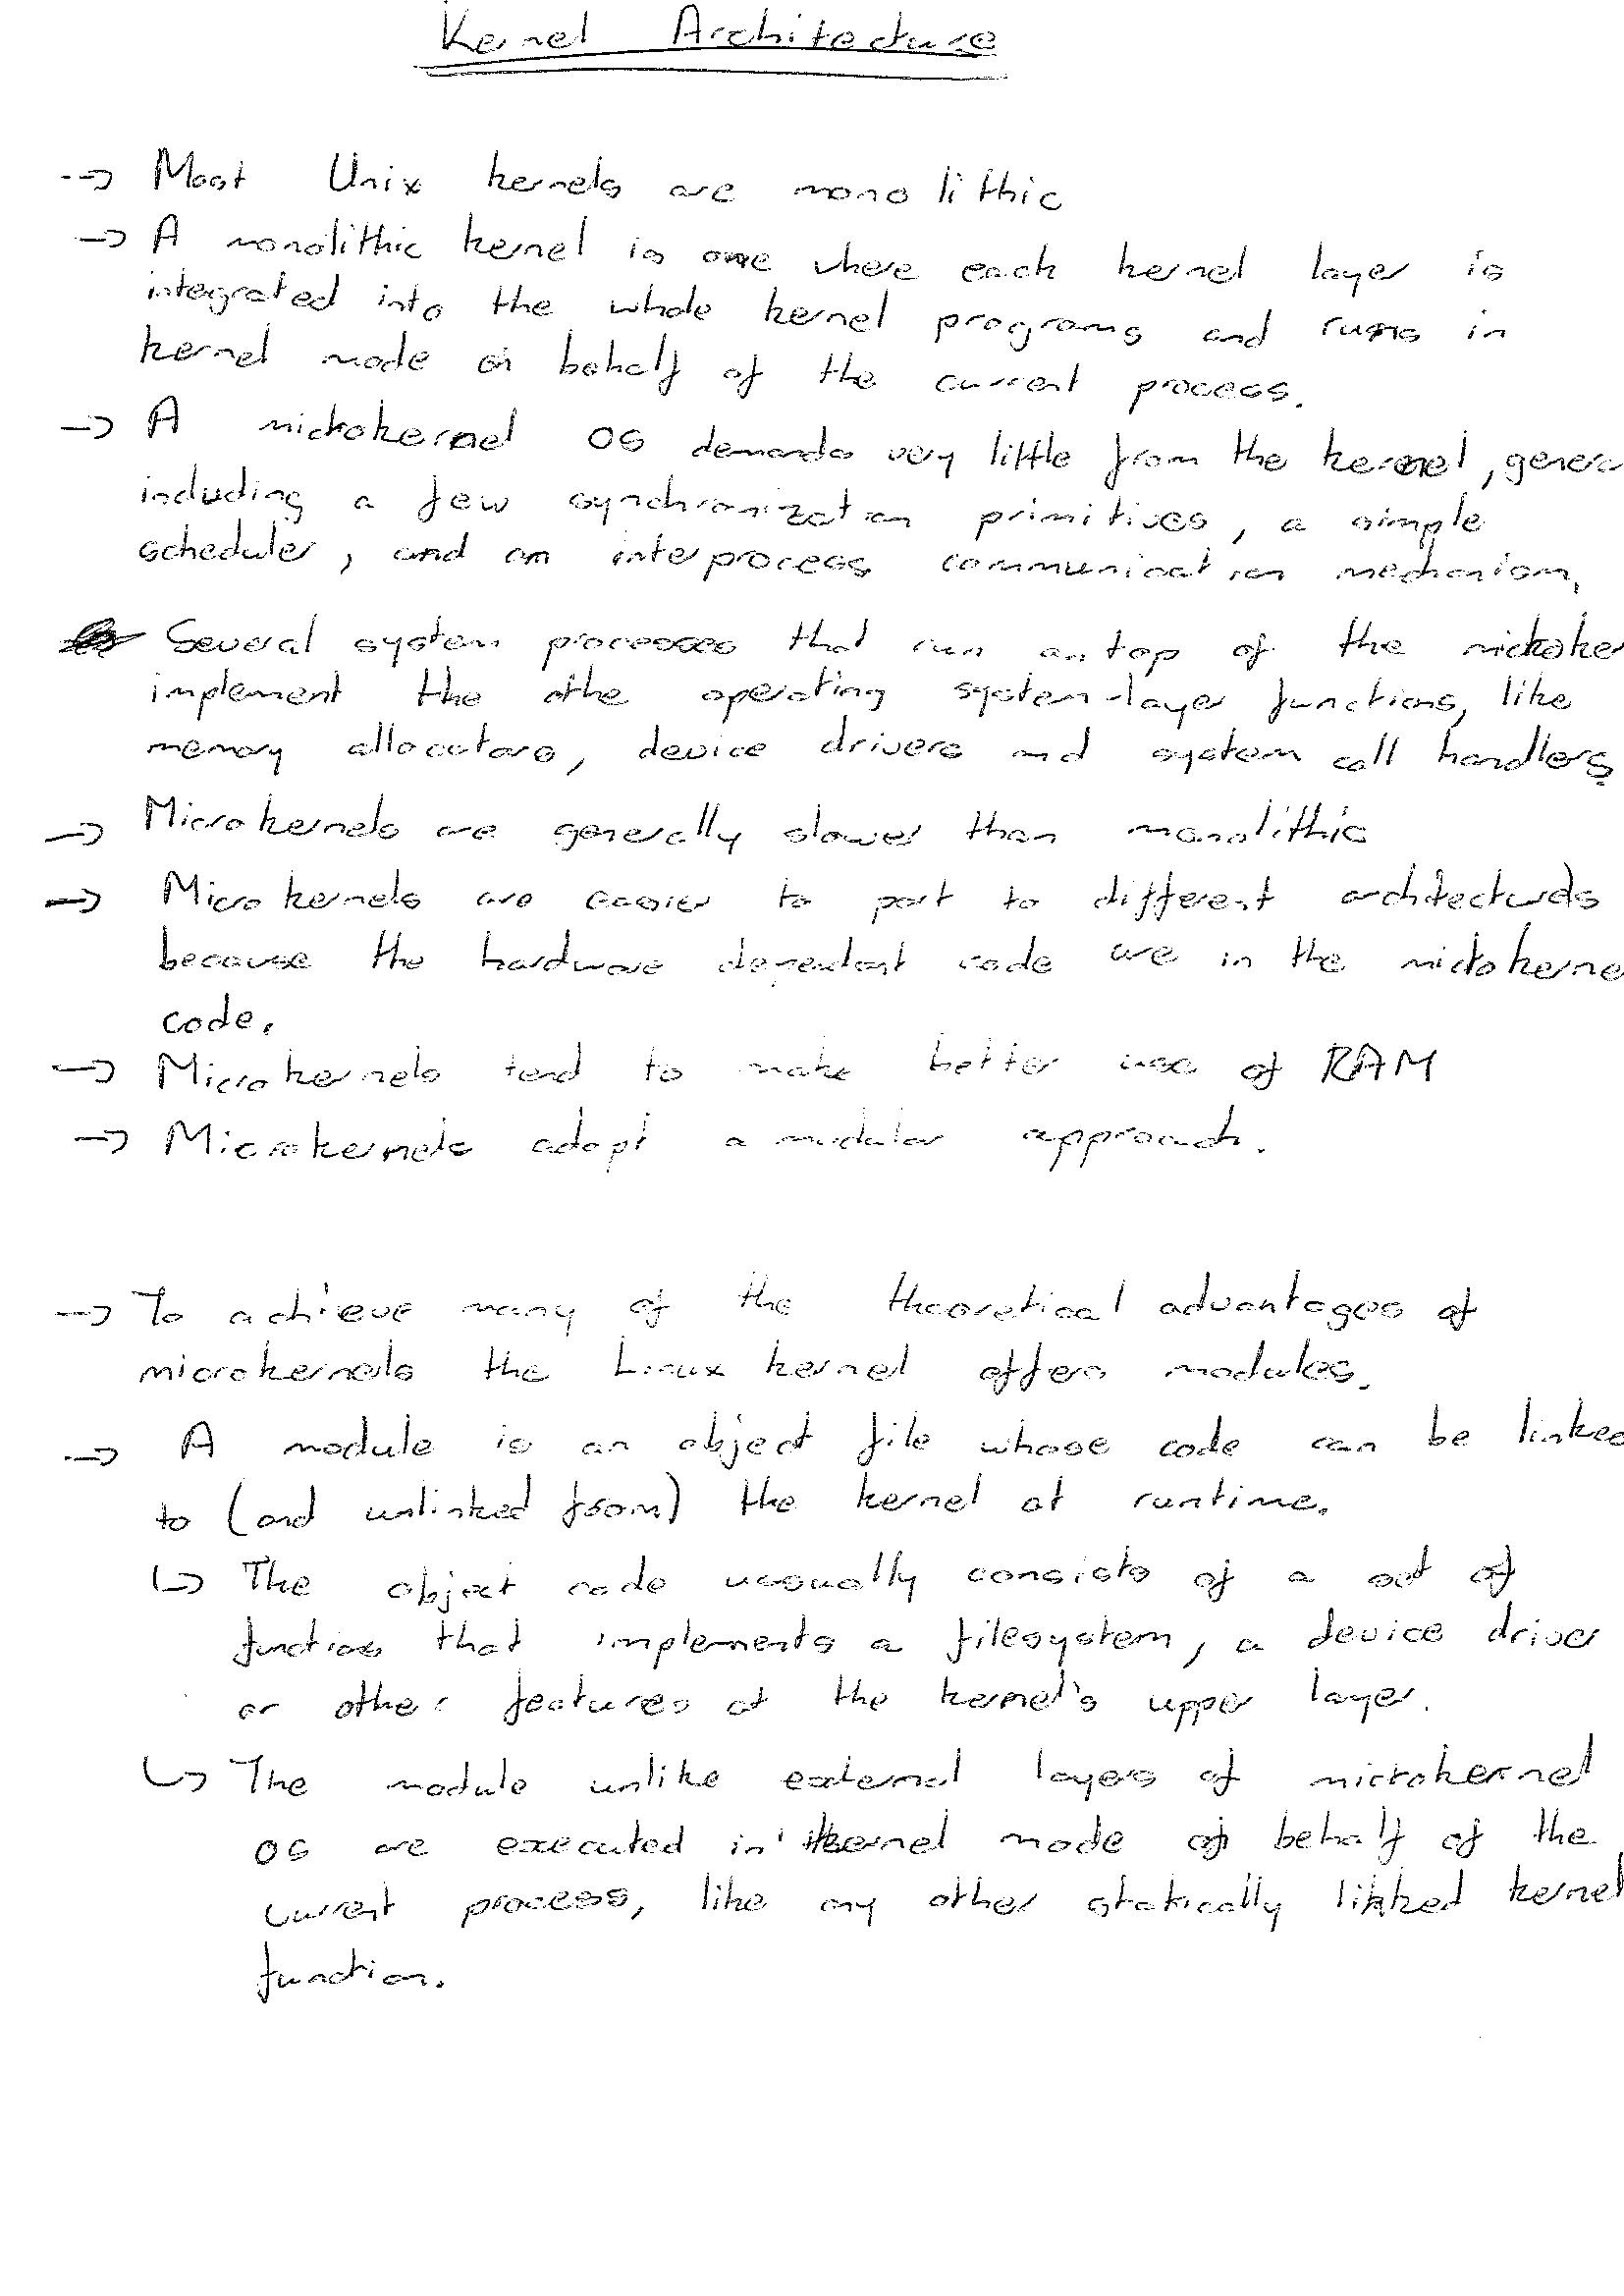 Kernel Architecture
--> Most Unix kernels are monolithic
-> A monolithic kernel is one where each kernel layer is
integrated into the whole kernel programs and runs in
kernel mode on behalf of the current process.
-> A mickokernel OS demands very little from the kernel, genera
including a few synchronization primitives, a simple
scheduler, and an interprocess communication mechanism,
Several system processes that run on top of the mickoker
implement the othe operating system-layer functions, like
memory allocators, device drivers and system call handlers
-> Microkernels are generally slower than monolithic
-> Microkernels are easier to port to different architectures
because the hardware dependent code are in the mickokerne
code.
-> Microkernels tend to make better use of RAM
-> Microkernels adopt a modular approach.
-> To achieve many of the theoretical advantages of
microkernels the Linux kernel offers modules.
-> A module is an object file whose code can be linked
to (and unlinked from) the kernel at runtime.
↳ The object code ususually consists of a set of
function that implements a filesystem, a device driver
or other features at the kernel's upper layer.
↳ The module unlike external layers of mickokernel
OS are executed in kernel mode on behalf of the
current process, like any other statically linked kernel
function.